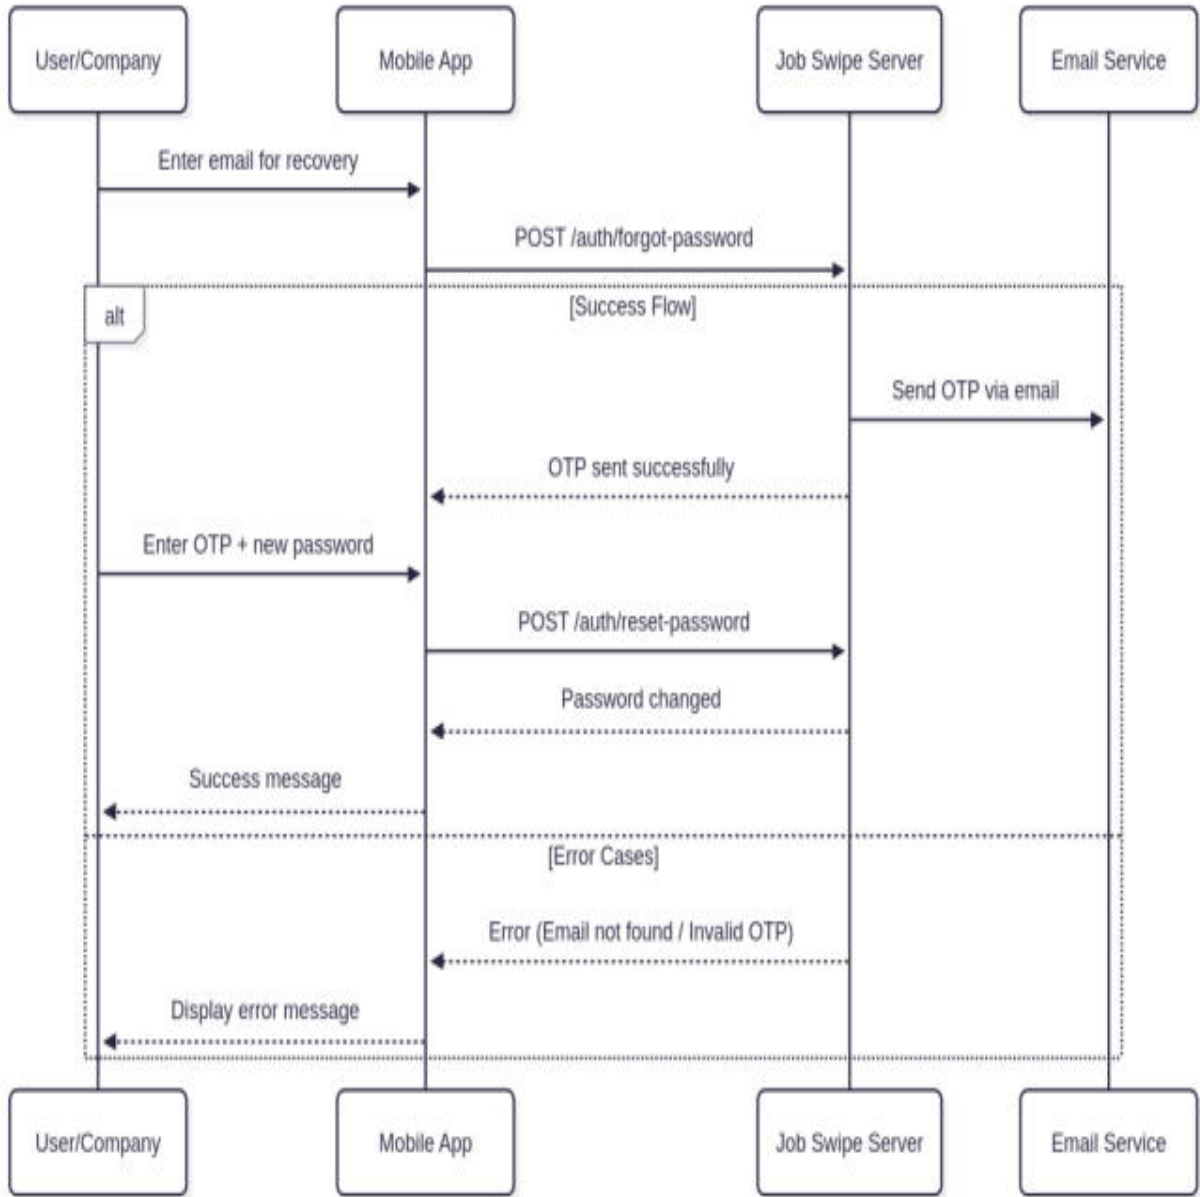 User/Company
Mobile App
Job Swipe Server
Email Service
Enter email for recovery
POST /auth/forgot-password
alt
[Success Flow]
Send OTP via email
OTP sent successfully
Enter OTP + new password
POST /auth/reset-password
Password changed
Success message
[Error Cases]
Error (Email not found / Invalid OTP)
Display error message
User/Company
Mobile App
Job Swipe Server
Email Service